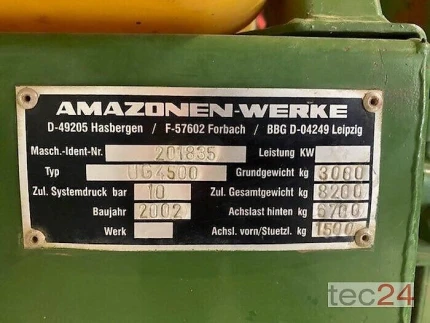 AMAZONEN-WERKE
D-49205 Hasbergen / F-57602 Forbach / BBG D-04249 Leipzig
Masch.-Ident-Nr. 201835 Leistung KW
Typ UG4500 Grundgewicht kg 3060
Zul. Systemdruck bar 10 Zul. Gesamtgewicht kg 8200
Baujahr 2002 Achslast hinten kg 6700
Werk Achsl. vorn/Stuetzl. kg 1500
tec24